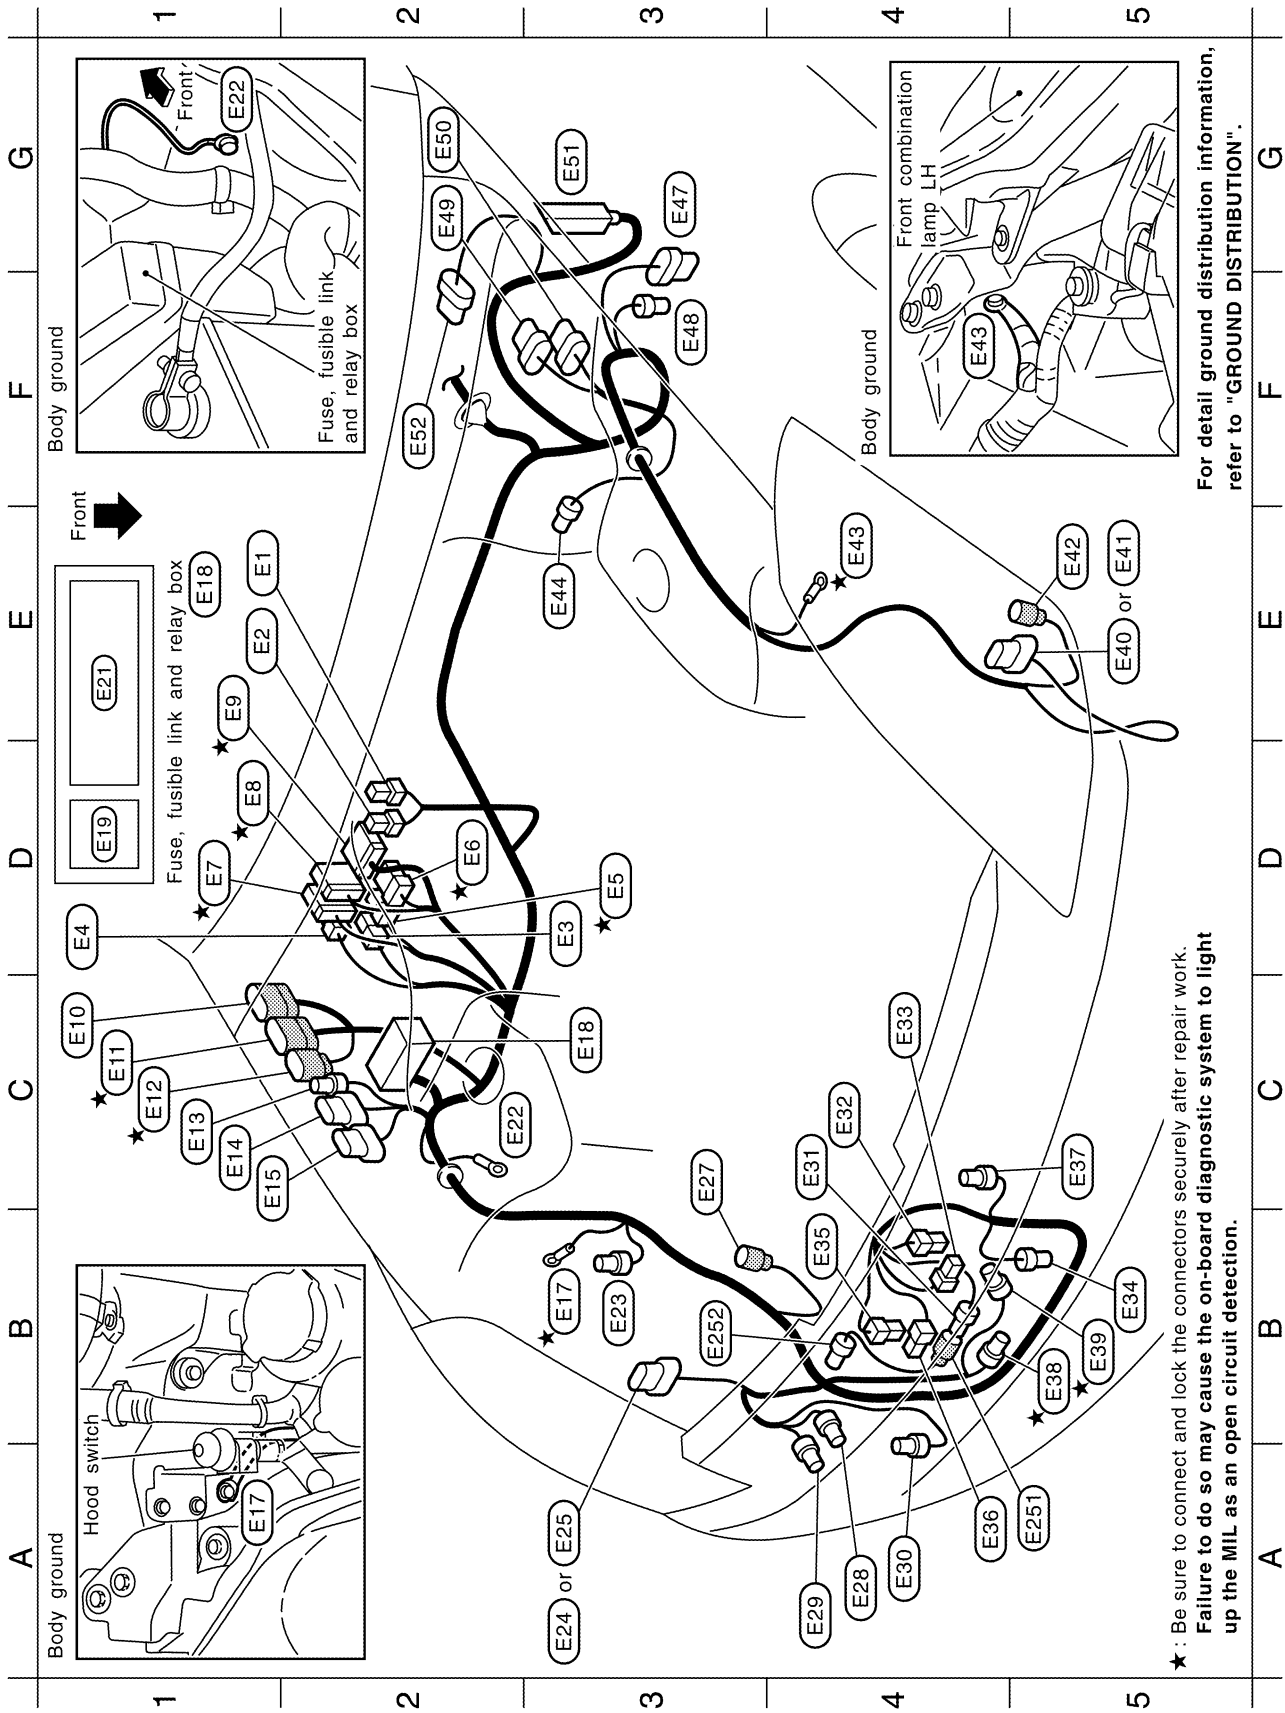 A
B
C
D
E
F
G
1
2
3
4
5
Body ground
Hood switch
E17
E21
E19
Fuse, fusible link and relay box
E18
Front
Body ground
Fuse, fusible link
and relay box
Front
E22
E10
★
E11
★
E12
E13
E14
E15
E4
★
E7
★
E8
★
E9
E2
E1
E52
E49
E50
E51
E47
E48
E44
★
E6
★
E5
E3
E18
E22
★
E17
E23
E24 or E25
E252
E27
E35
E31
E32
E33
E37
E34
★
E39
★
E38
E29
E28
E30
E36
E251
★
E43
E42
E40 or E41
Body ground
Front combination
lamp LH
E43
★: Be sure to connect and lock the connectors securely after repair work.
Failure to do so may cause the on-board diagnostic system to light
up the MIL as an open circuit detection.
For detail ground distribution information,
refer to "GROUND DISTRIBUTION".
A
B
C
D
E
F
G
1
2
3
4
5